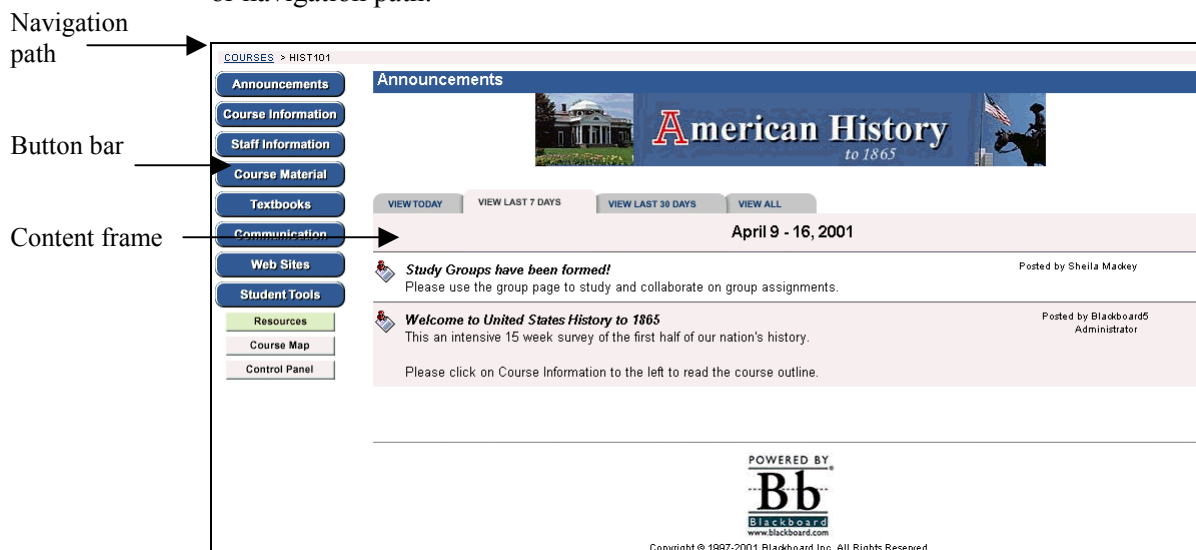 or navigation path.
Navigation
path
COURSES > HIST101
Announcements
Course Information
Staff Information
Button bar
Course Material
Textbooks
Communication
Content frame
Web Sites
Student Tools
Resources
Course Map
Control Panel
Announcements
American History
to 1865
VIEW TODAY VIEW LAST 7 DAYS VIEW LAST 30 DAYS VIEW ALL
April 9 - 16, 2001
Study Groups have been formed! Posted by Sheila Mackey
Please use the group page to study and collaborate on group assignments.
Welcome to United States History to 1865 Posted by Blackboard5
Administrator
This an intensive 15 week survey of the first half of our nation's history.
Please click on Course Information to the left to read the course outline.
POWERED BY
Bb
Blackboard
www.blackboard.com
Copyright © 1997-2001 Blackboard Inc. All Rights Reserved.